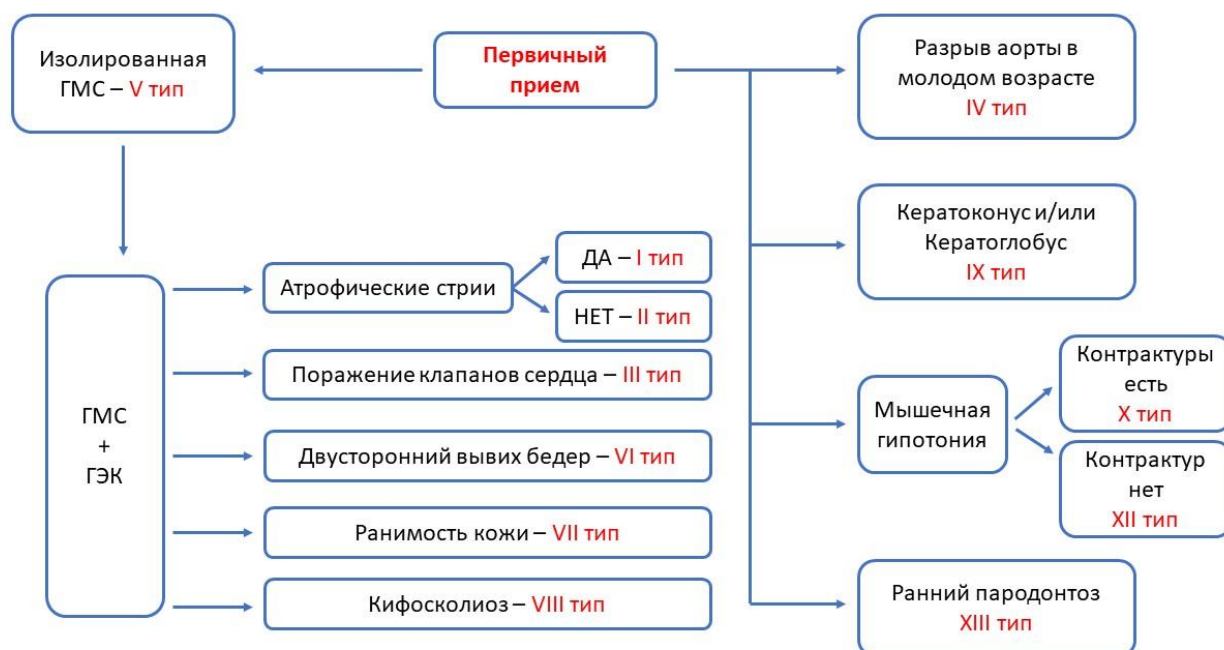 Изолированная
ГМС – V тип
Первичный
прием
Разрыв аорты в
молодом возрасте
IV тип
Кератоконус и/или
Кератоглобус
IX тип
ГМС
+
ГЭК
Атрофические стрии
ДА – I тип
НЕТ – II тип
Поражение клапанов сердца – III тип
Двусторонний вывих бедер – VI тип
Ранимость кожи – VII тип
Кифосколиоз – VIII тип
Мышечная
гипотония
Контрактуры
есть
X тип
Контрактур
нет
XII тип
Ранний пародонтоз
XIII тип